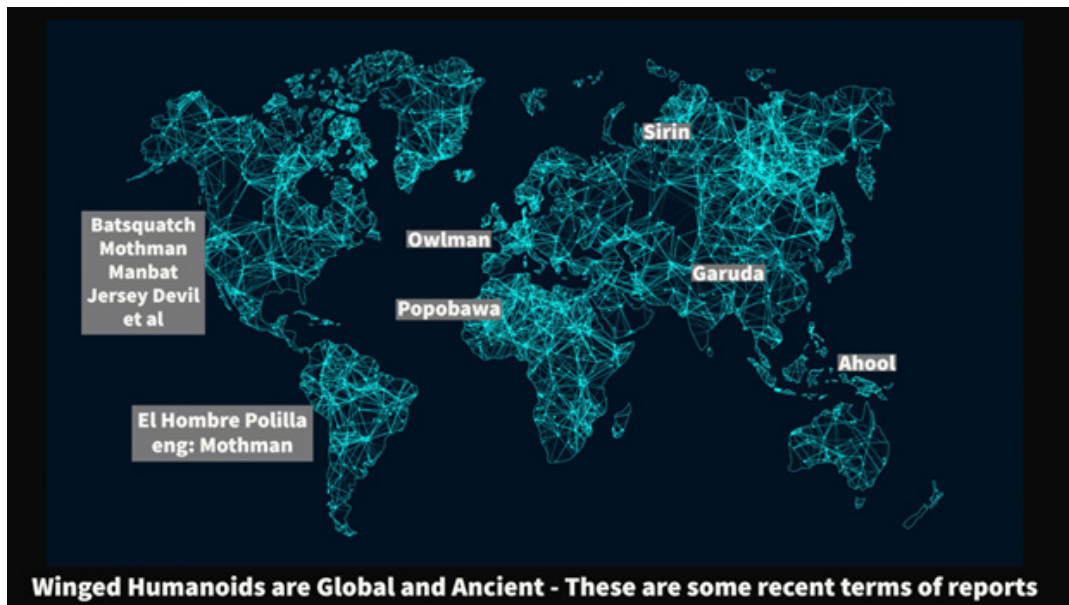 Sirin
Batsquatch
Mothman
Manbat
Jersey Devil
et al
Owlman
Garuda
Popobawa
Ahool
El Hombre Polilla
eng: Mothman
Winged Humanoids are Global and Ancient - These are some recent terms of reports